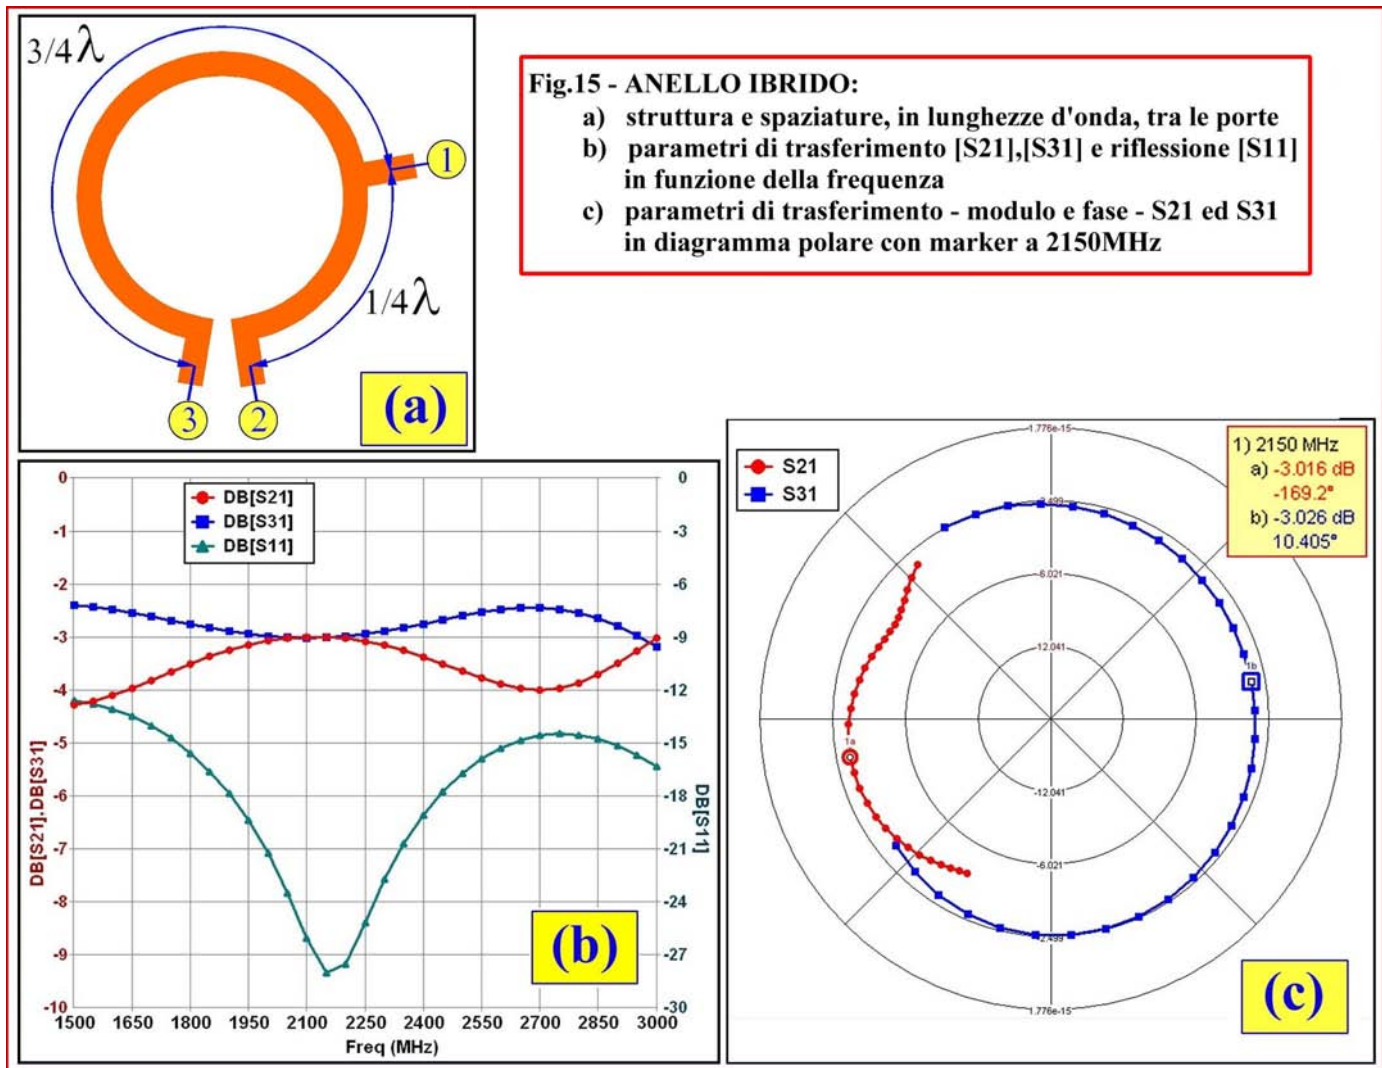 3/4λ
1
1/4λ
3
2
(a)
Fig.15 - ANELLO IBRIDO:
a) struttura e spaziature, in lunghezze d'onda, tra le porte
b) parametri di trasferimento [S21],[S31] e riflessione [S11]
in funzione della frequenza
c) parametri di trasferimento - modulo e fase - S21 ed S31
in diagramma polare con marker a 2150MHz
DB[S21]
DB[S31]
DB[S11]
0
-1
-2
-3
-4
-5
-6
-7
-8
-9
-10
DB[S21].DB[S31]
0
-3
-6
-9
-12
-15
-18
-21
-24
-27
-30
DB[S11]
1500 1650 1800 1950 2100 2250 2400 2550 2700 2850 3000
Freq (MHz)
(b)
S21
S31
1) 2150 MHz
a) -3.016 dB
-169.2°
b) -3.026 dB
10.405°
1.776e-15
-2.499
-6.021
-12.041
1b
1a
-12.041
-6.021
-2.499
1.776e-15
(c)